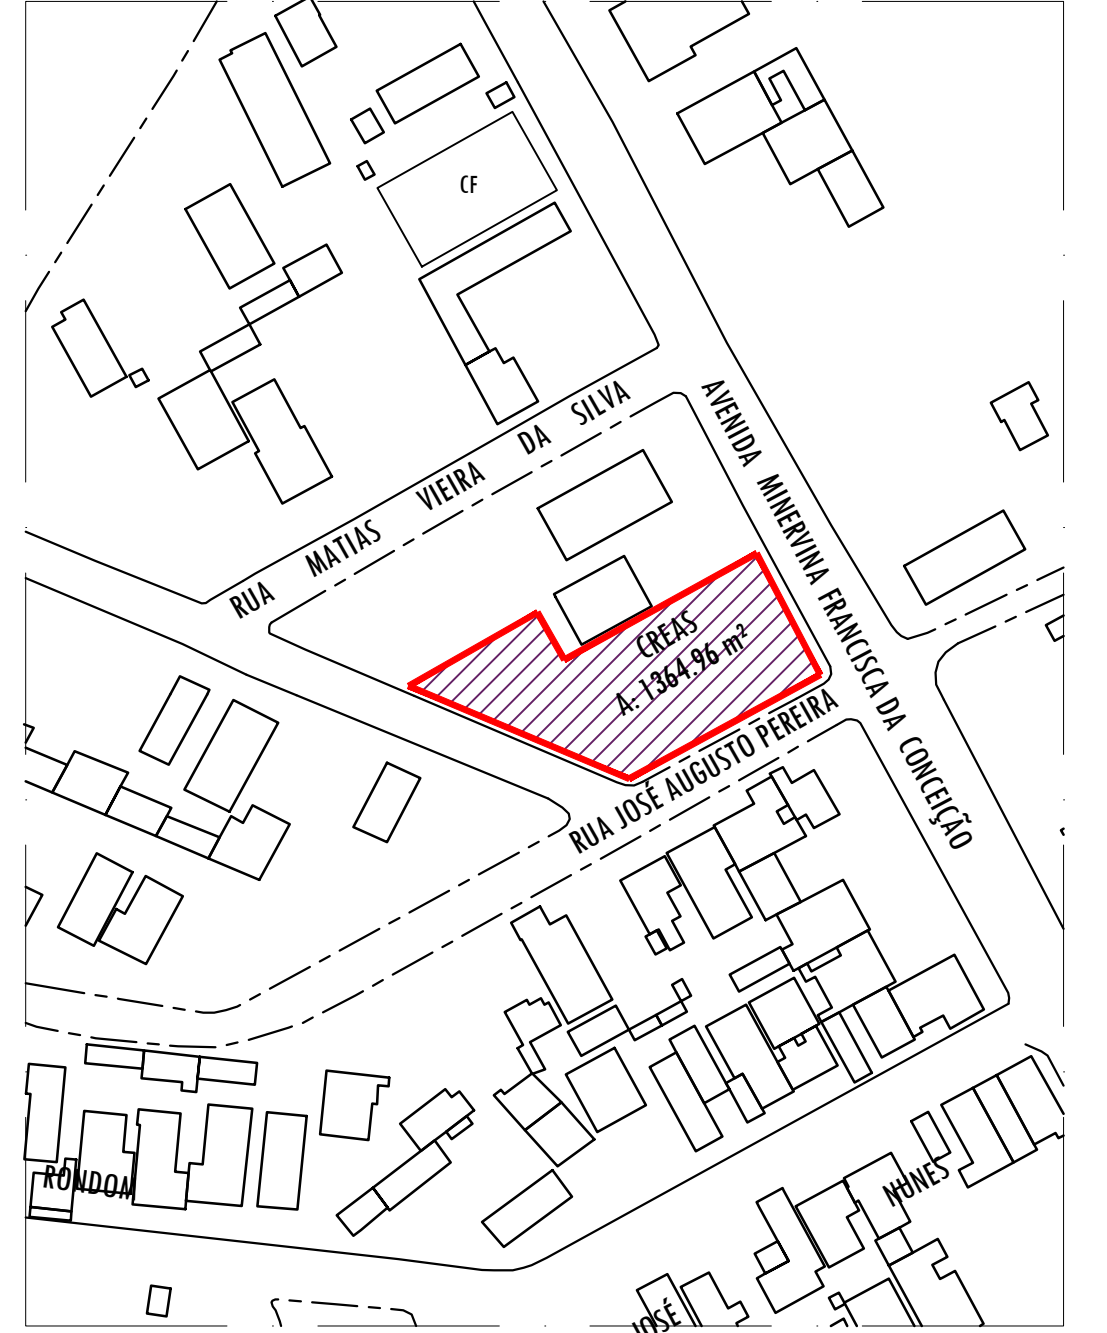 CF
RUA MATIAS VIEIRA DA SILVA
AVENIDA MINERVINA FRANCISCA DA CONCEIÇÃO
CREAS
A: 1364.96 m²
RUA JOSÉ AUGUSTO PEREIRA
RONDOM
NUNES
JOSÉ